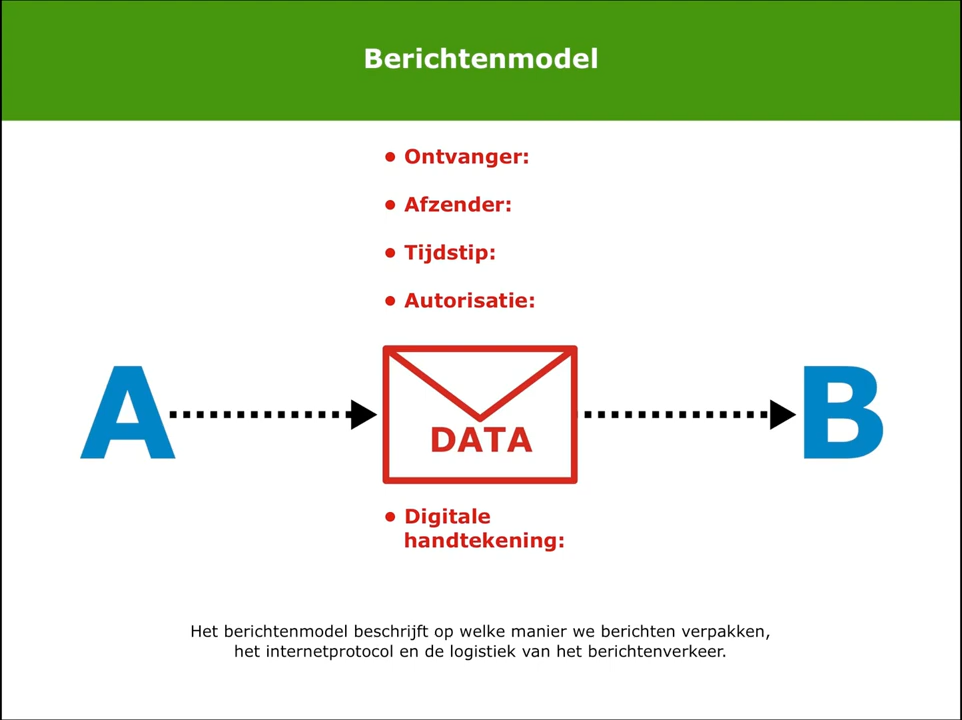 Berichtenmodel
• Ontvanger:
• Afzender:
• Tijdstip:
• Autorisatie:
A
DATA
B
• Digitale
handtekening:
Het berichtenmodel beschrijft op welke manier we berichten verpakken,
het internetprotocol en de logistiek van het berichtenverkeer.